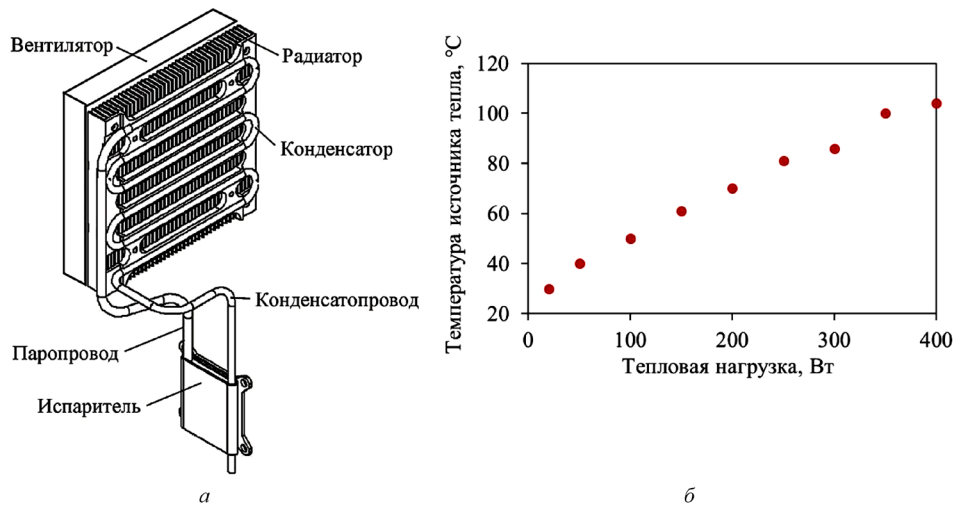 Вентилятор
Радиатор
Конденсатор
Конденсатопровод
Паропровод
Испаритель
а
Температура источника тепла, °С
120
100
80
60
40
20
0
100
200
300
400
Тепловая нагрузка, Вт
б